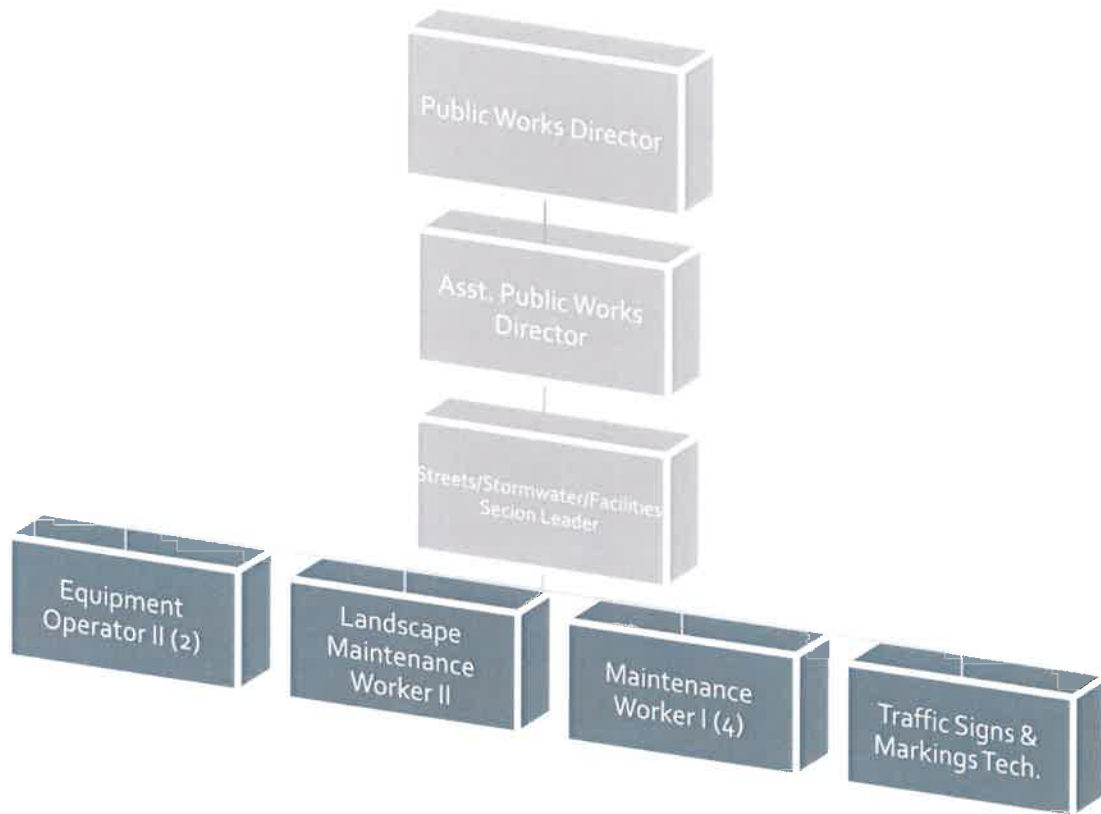 Public Works Director
Asst. Public Works
Director
Streets/Stormwater/Facilities
Secion Leader
Equipment
Operator II (2)
Landscape
Maintenance
Worker II
Maintenance
Worker I (4)
Traffic Signs &
Markings Tech.